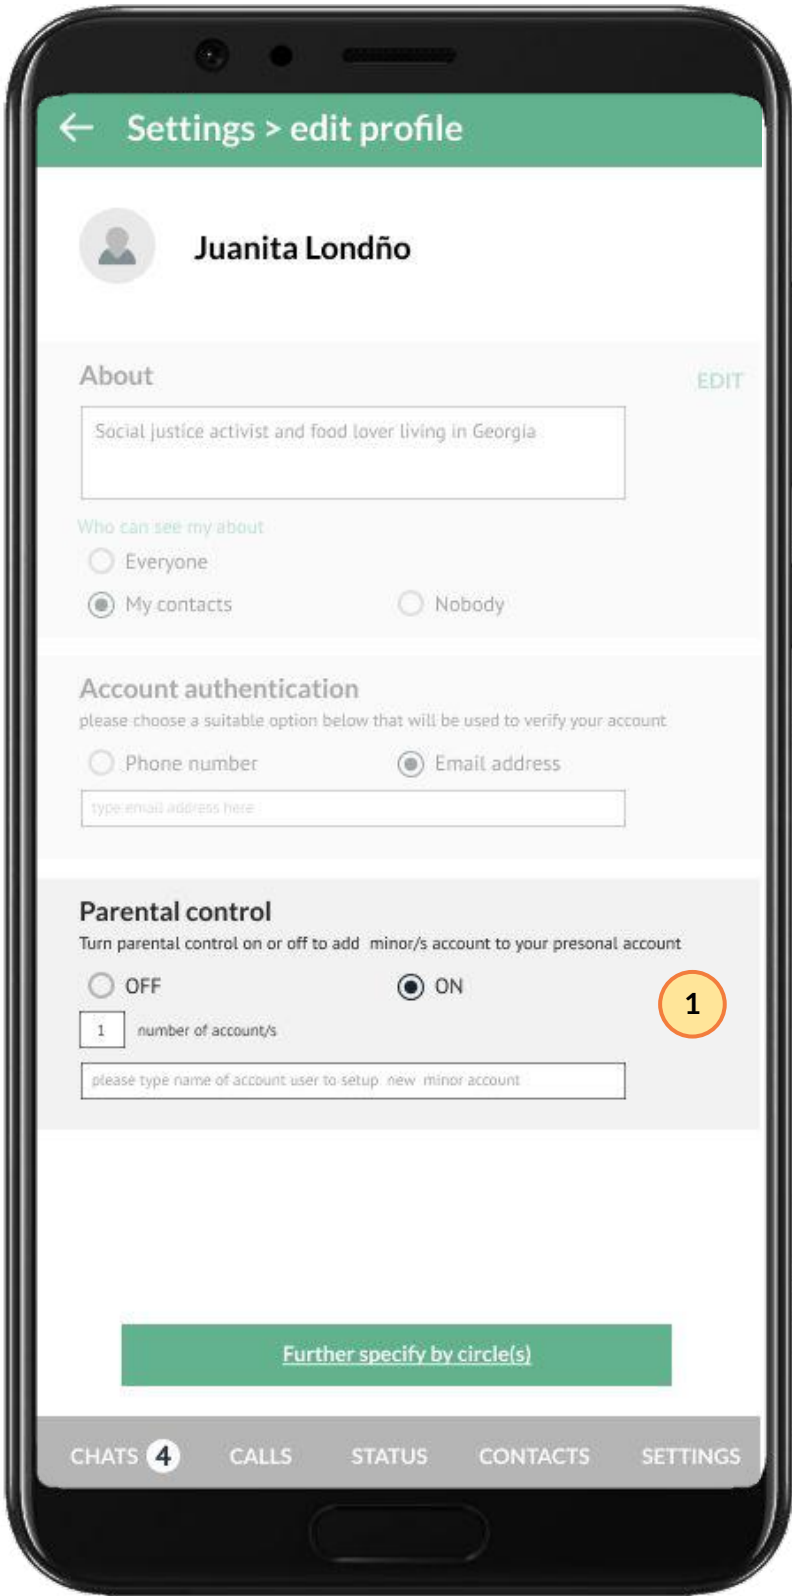 Settings > edit profile
Juanita Londño
About
EDIT
Social justice activist and food lover living in Georgia
Who can see my about
Everyone
My contacts
Nobody
Account authentication
please choose a suitable option below that will be used to verify your account
Phone number
Email address
type email address here
Parental control
Turn parental control on or off to add minor/s account to your presonal account
OFF
ON
1
1 number of account/s
please type name of account user to setup new minor account
Further specify by circle(s)
CHATS 4 CALLS STATUS CONTACTS SETTINGS